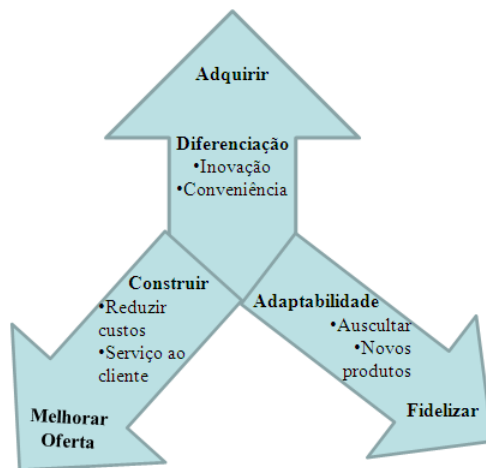 Adquirir
Diferenciação
•Inovação
•Conveniência
Construir
•Reduzir
custos
•Serviço ao
cliente
Melhorar
Oferta
Adaptabilidade
•Auscultar
•Novos
produtos
Fidelizar